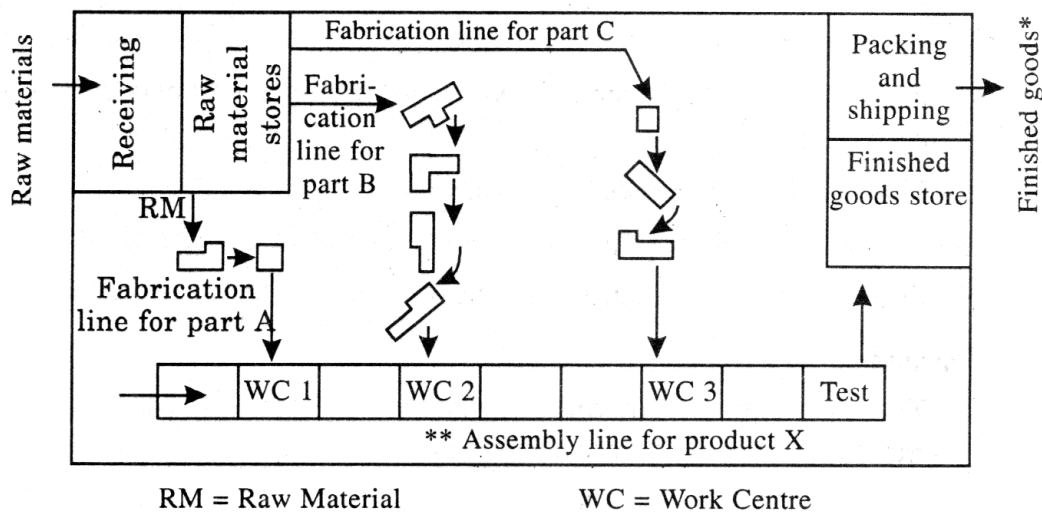 Raw materials
Receiving
Raw
material
stores
Fabrication line for part C
Fabri-
cation
line for
part B
Packing
and
shipping
Finished
goods store
Finished goods*
RM
Fabrication
line for part A
WC 1
WC 2
WC 3
Test
** Assembly line for product X
RM = Raw Material
WC = Work Centre